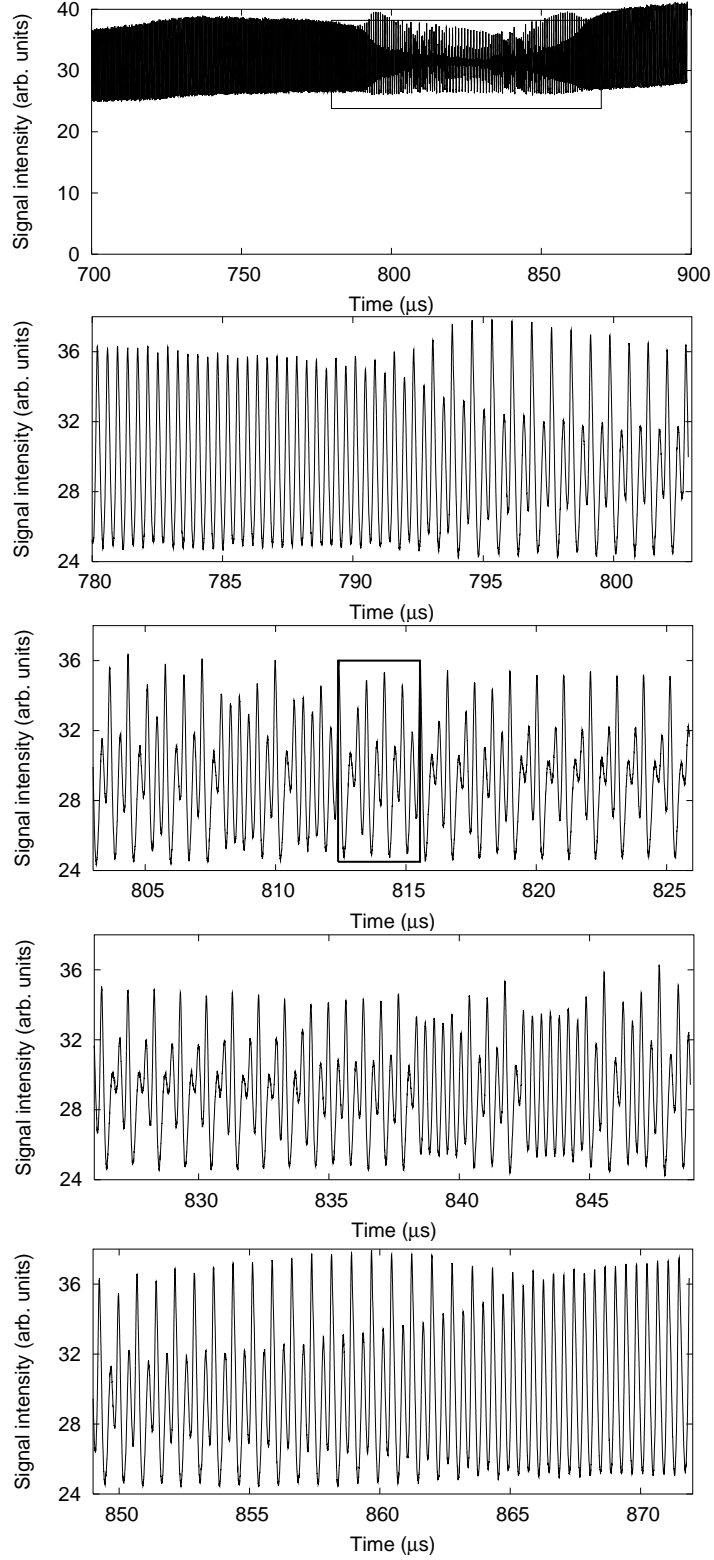 Signal intensity (arb. units)
40
30
20
10
0
700 750 800 850 900
Time (μs)
Signal intensity (arb. units)
36
32
28
24
780 785 790 795 800
Time (μs)
Signal intensity (arb. units)
36
32
28
24
805 810 815 820 825
Time (μs)
Signal intensity (arb. units)
36
32
28
24
830 835 840 845
Time (μs)
Signal intensity (arb. units)
36
32
28
24
850 855 860 865 870
Time (μs)